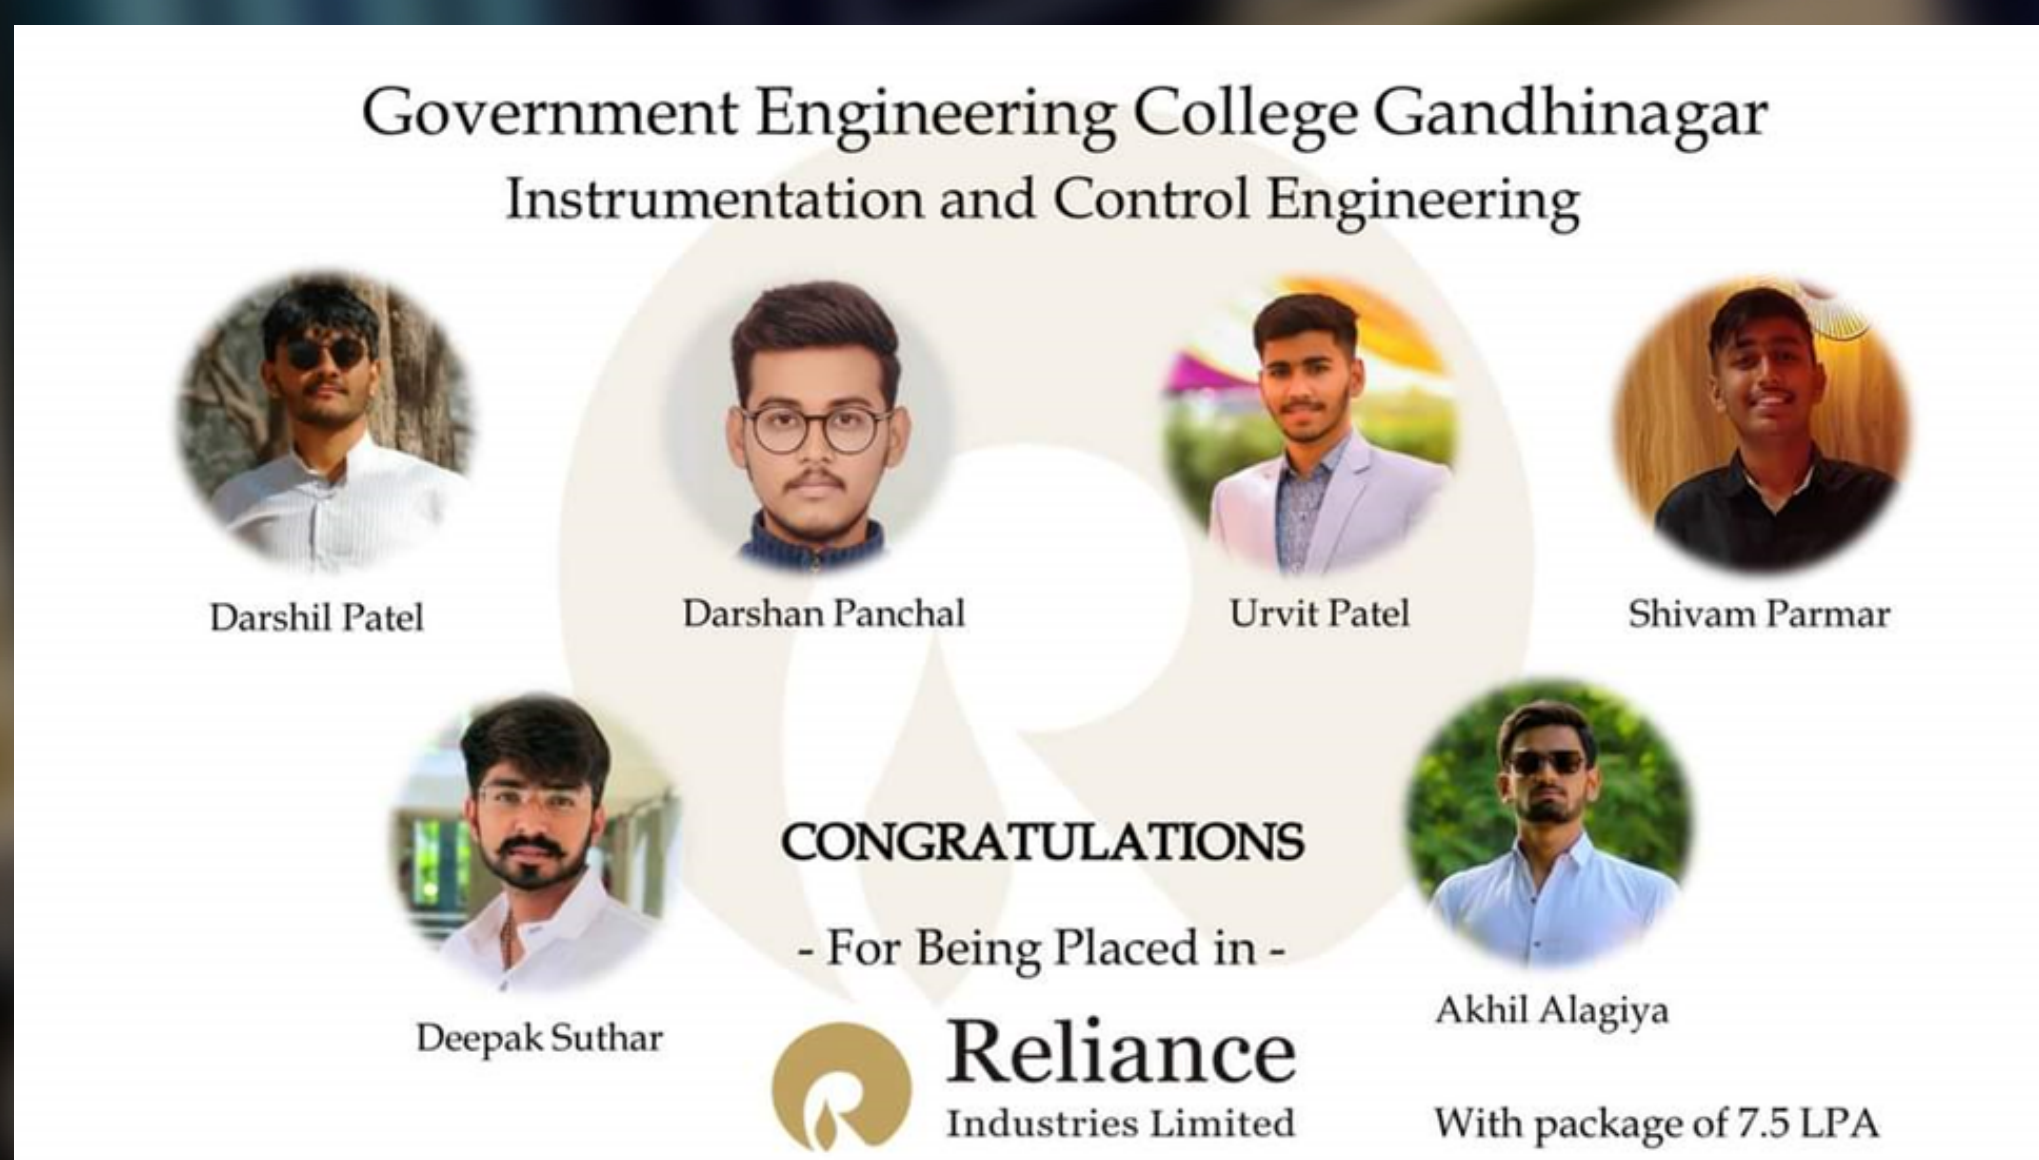 Government Engineering College Gandhinagar
Instrumentation and Control Engineering
Darshil Patel
Darshan Panchal
Urvit Patel
Shivam Parmar
CONGRATULATIONS
- For Being Placed in -
Deepak Suthar
Akhil Alagiya
Reliance
Industries Limited
With package of 7.5 LPA